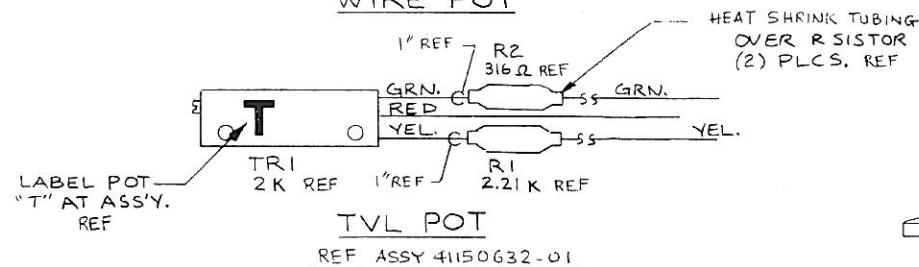 WIRE POT
HEAT SHRINK TUBING
OVER R SISTOR
(2) PLCS. REF
1" REF
R2
316 Ω REF
GRN.
GRN.
RED
T
YEL.
YEL.
TR1
2 K REF
1" REF
R1
2.21 K REF
LABEL POT
"T" AT ASS'Y.
REF
TVL POT
REF ASSY 41150632-01